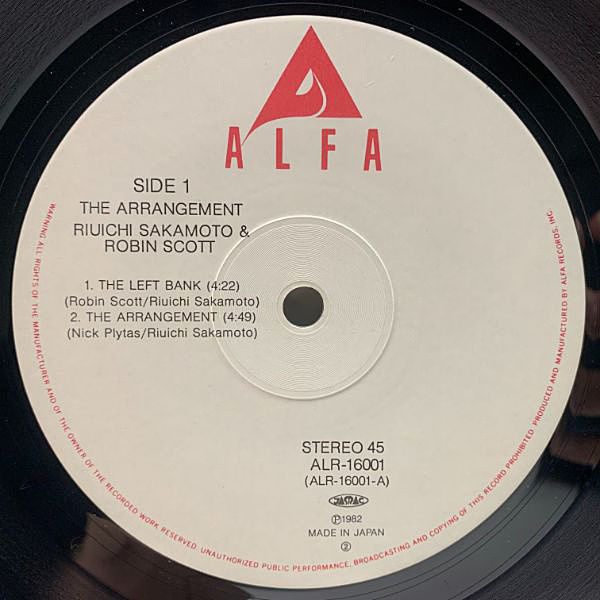 ALFA
SIDE 1
THE ARRANGEMENT
RIUICHI SAKAMOTO &
ROBIN SCOTT
1. THE LEFT BANK (4:22)
(Robin Scott/Riuichi Sakamoto)
2. THE ARRANGEMENT (4:49)
(Nick Plytas/Riuichi Sakamoto)
STEREO 45
ALR-16001
(ALR-16001-A)
JASRAC
Ⓟ1982
MADE IN JAPAN
②
WARNING ALL RIGHTS OF THE MANUFACTURER AND OF THE OWNER OF THE RECORDED WORK RESERVED. UNAUTHORIZED PUBLIC PERFORMANCE, BROADCASTING AND COPYING OF THIS RECORD PROHIBITED. PRODUCED AND MANUFACTURED BY ALFA RECORDS, INC.